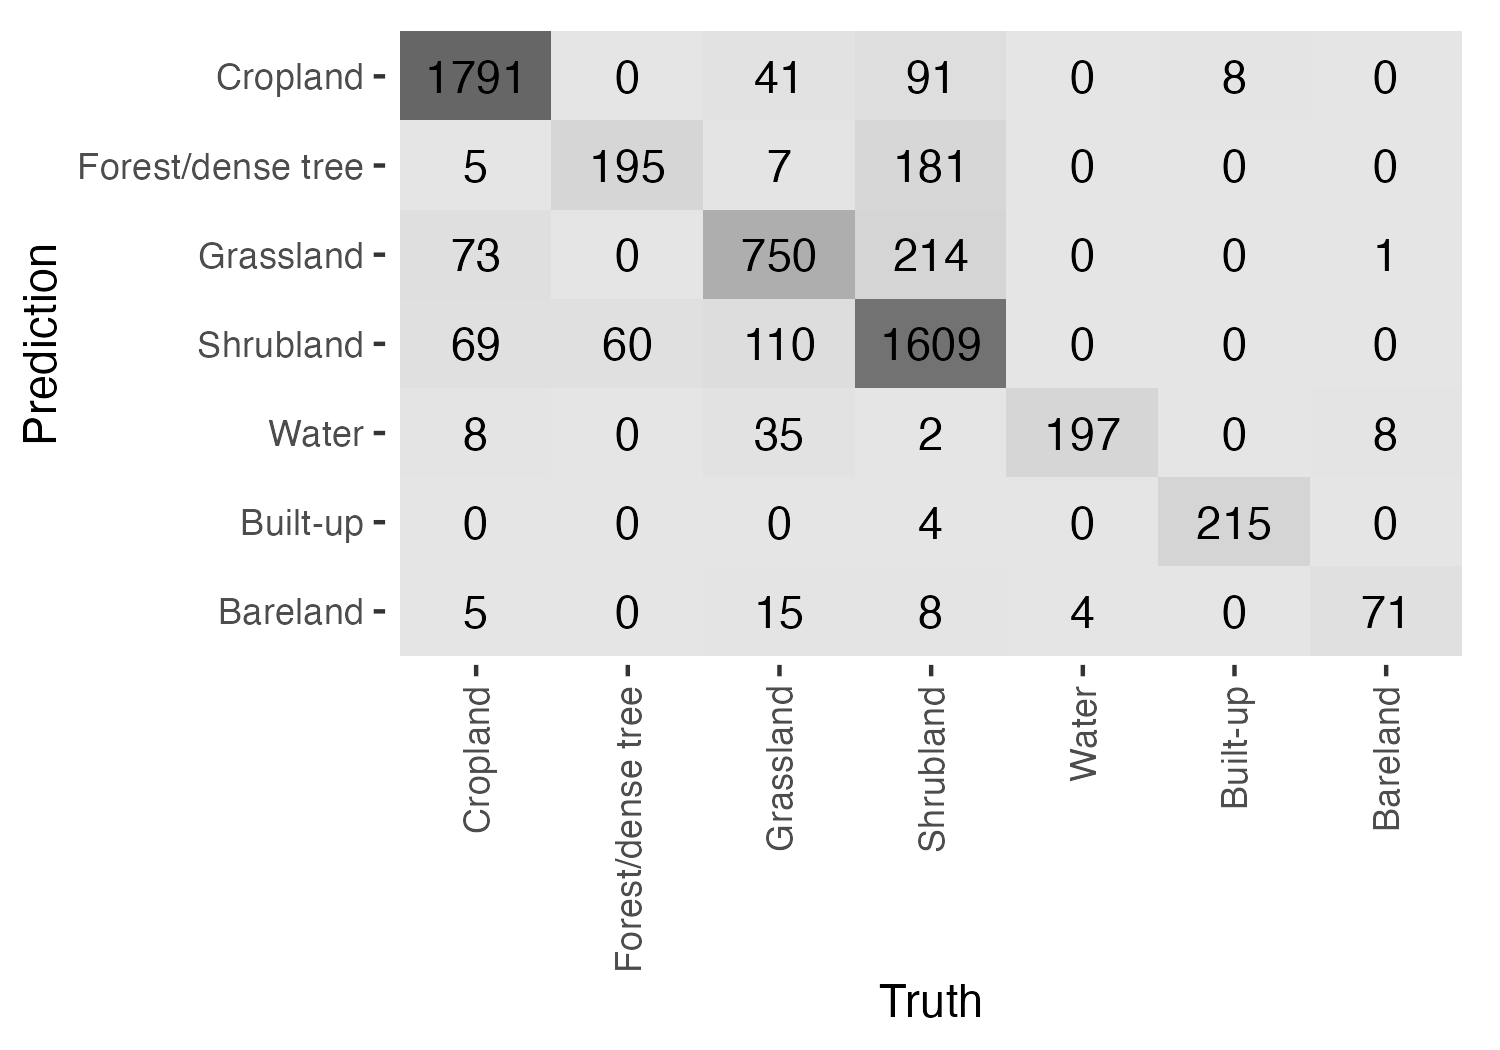 Prediction
Cropland 1791 0 41 91 0 8 0
Forest/dense tree 5 195 7 181 0 0 0
Grassland 73 0 750 214 0 0 1
Shrubland 69 60 110 1609 0 0 0
Water 8 0 35 2 197 0 8
Built-up 0 0 0 4 0 215 0
Bareland 5 0 15 8 4 0 71
Cropland
Forest/dense tree
Grassland
Shrubland
Water
Built-up
Bareland
Truth